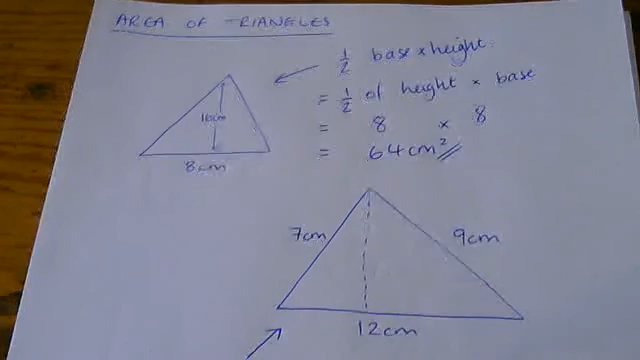 AREA OF TRIANGLES
1/2 base × height.
= 1/2 of height × base
= 8 × 8
= 64cm²
16cm
8cm
7cm
9cm
12cm